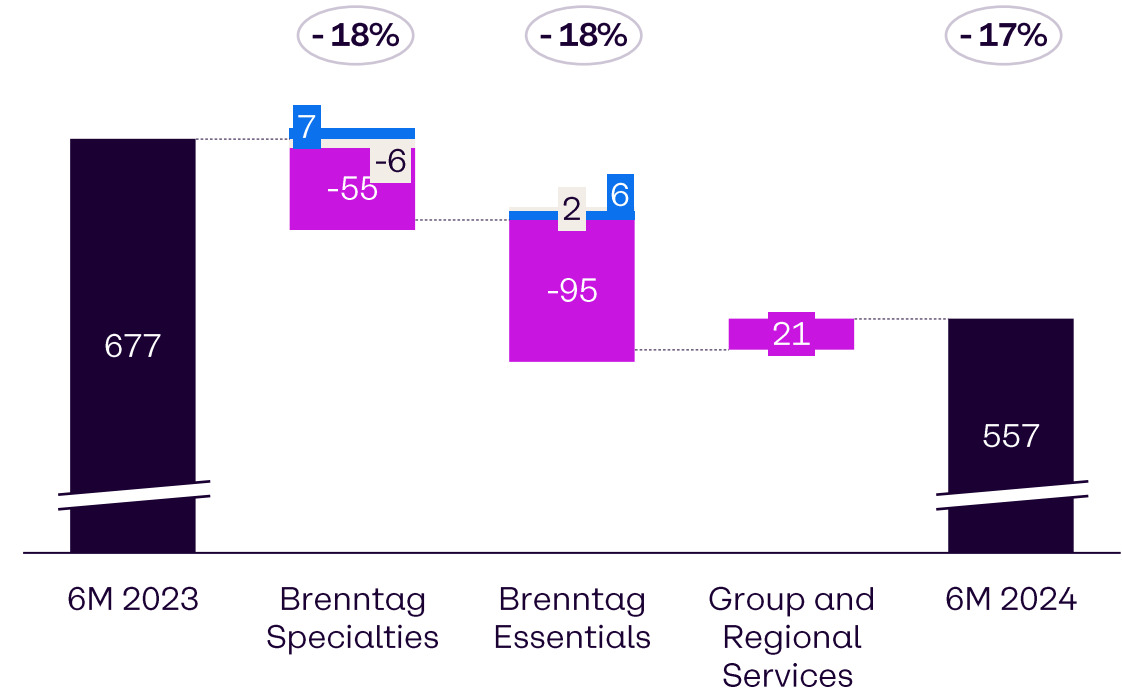 - 18%
- 18%
- 17%
7
-6
-55
6
2
-95
21
677
557
6M 2023
Brenntag
Specialties
Brenntag
Essentials
Group and
Regional
Services
6M 2024